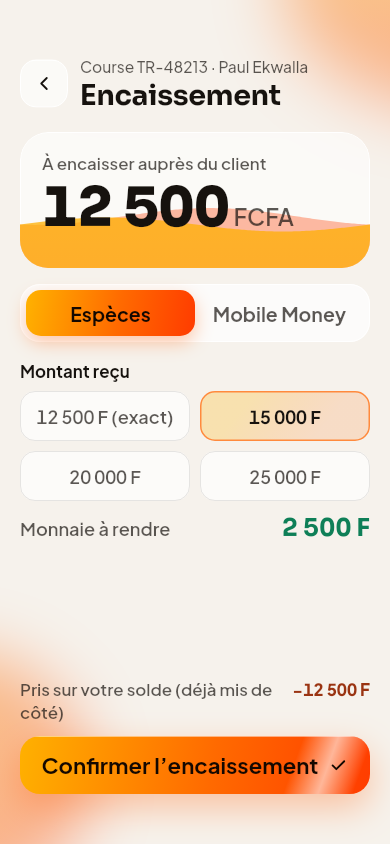 Course TR-48213 · Paul Ekwalla
Encaissement
À encaisser auprès du client
12 500 FCFA
Espèces
Mobile Money
Montant reçu
12 500 F (exact)
15 000 F
20 000 F
25 000 F
Monnaie à rendre
2 500 F
Pris sur votre solde (déjà mis de
côté)
−12 500 F
Confirmer l’encaissement